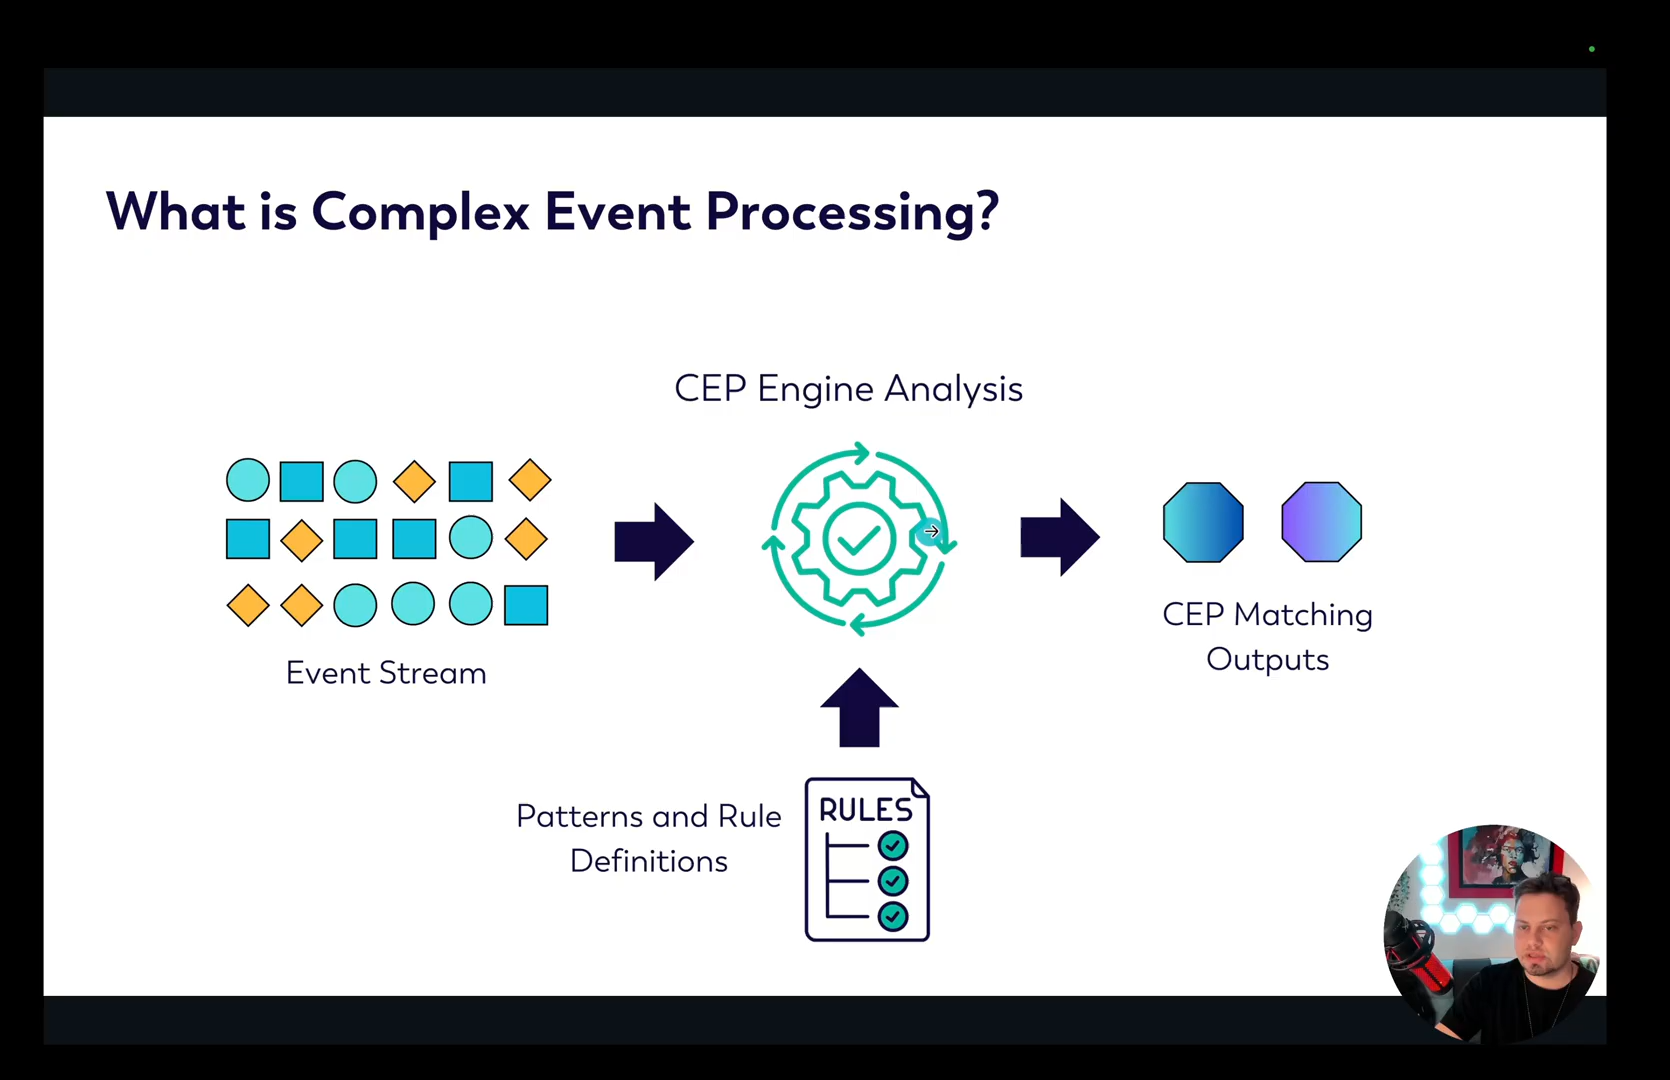 What is Complex Event Processing?
CEP Engine Analysis
Event Stream
CEP Matching
Outputs
Patterns and Rule
Definitions
RULES